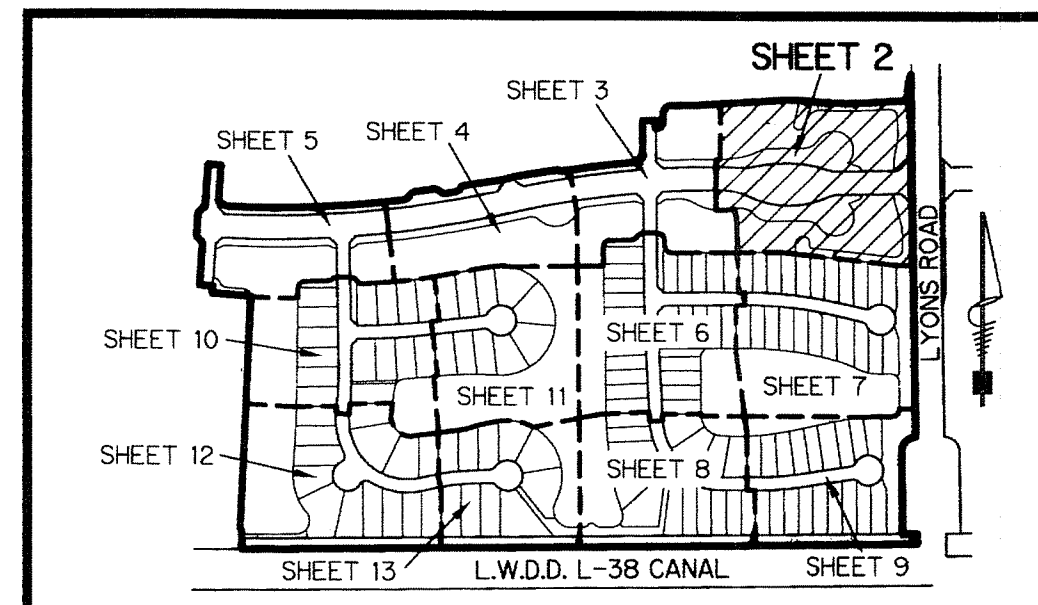 SHEET 2
SHEET 3
SHEET 4
SHEET 5
LYONS ROAD
SHEET 6
SHEET 10
SHEET 7
SHEET 11
SHEET 12
SHEET 8
SHEET 13
L.W.D.D. L-38 CANAL
SHEET 9